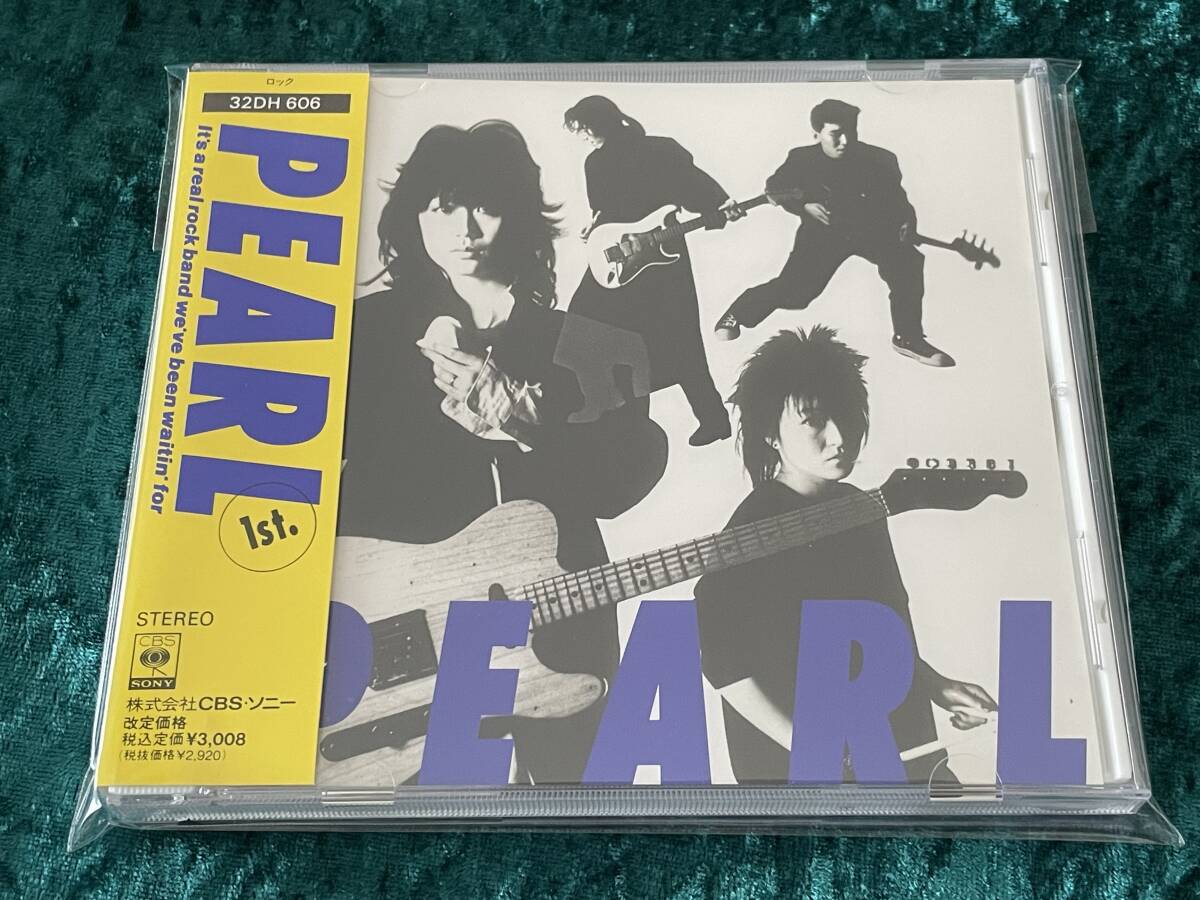 ロック
32DH 606
PEARL
It's a real rock band we've been waitin' for
1st.
STEREO
CBS
SONY
株式会社CBS・ソニー
改定価格
税込定価¥3,008
(税抜価格¥2,920)
PEARL